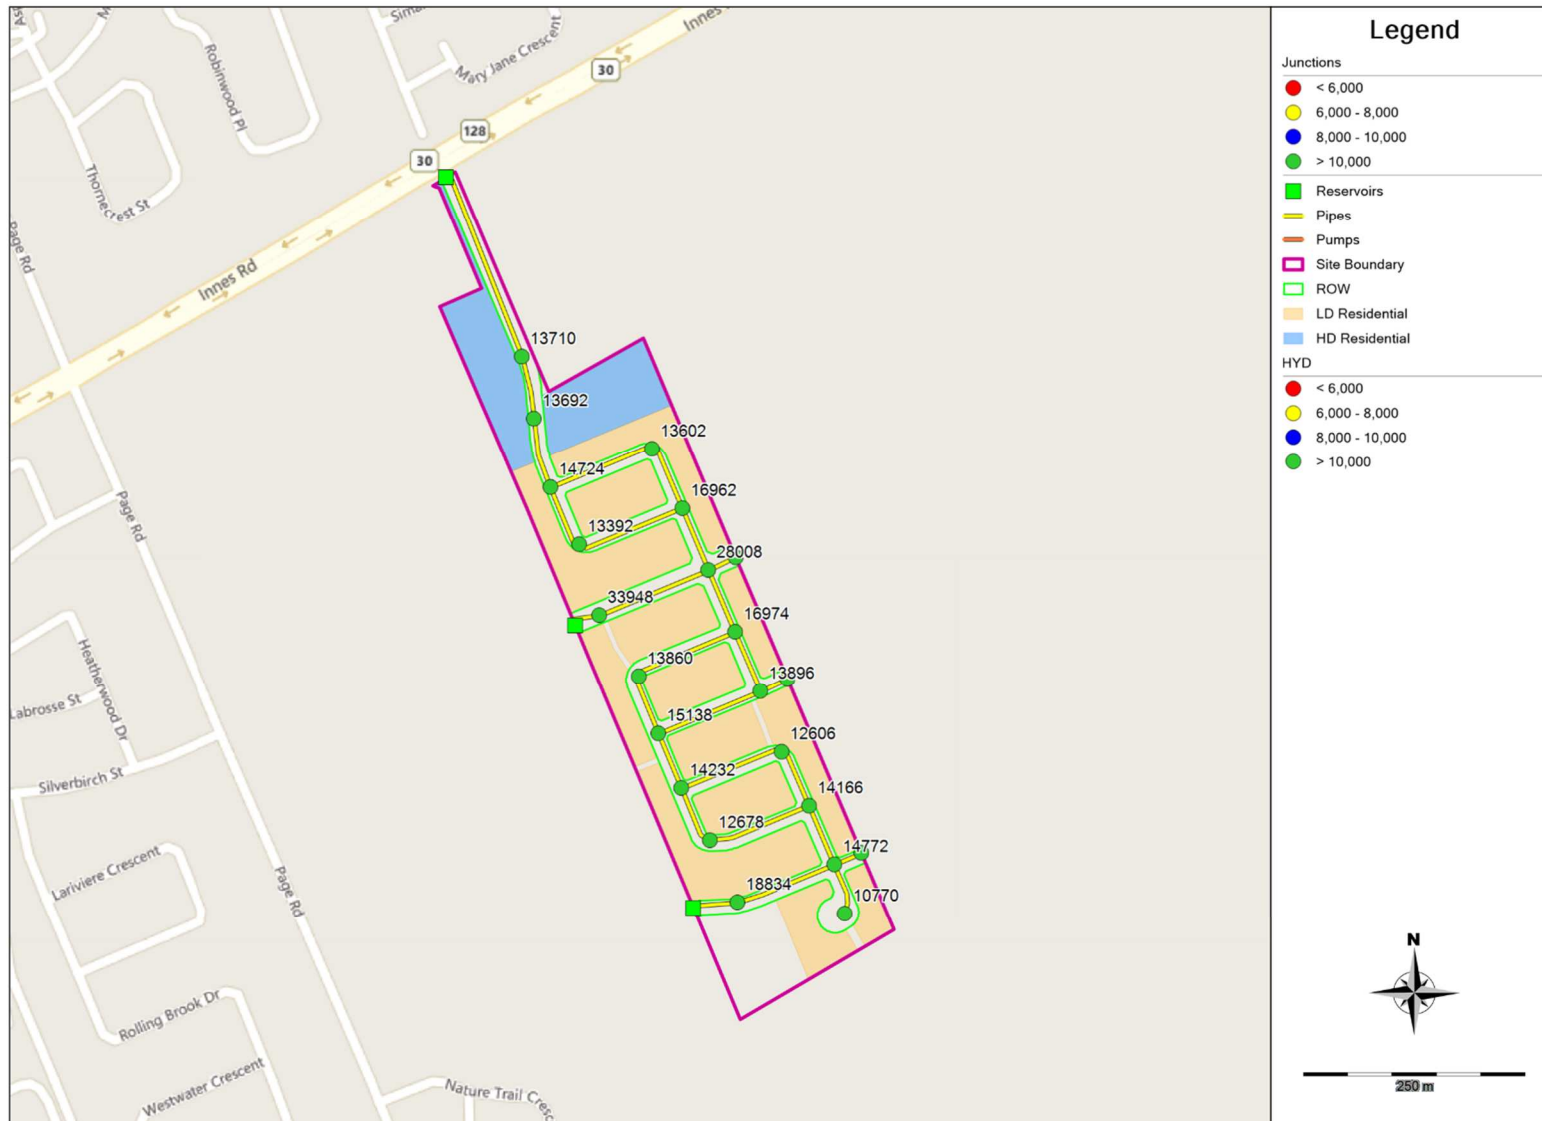 Mary Jane Crescent
Robinwood Pl
Thornecrest St
Page Rd
Innes Rd
Innes
30
128
30
13710
13692
13602
14724
16962
13392
28008
33948
16974
13860
13896
15138
12606
14232
14166
12678
14772
18834
10770
Page Rd
Heatherwood Dr
Labrosse St
Silverbirch St
Lariviere Crescent
Page Rd
Rolling Brook Dr
Westwater Crescent
Nature Trail Cresc
Legend
Junctions
< 6,000
6,000 - 8,000
8,000 - 10,000
> 10,000
Reservoirs
Pipes
Pumps
Site Boundary
ROW
LD Residential
HD Residential
HYD
< 6,000
6,000 - 8,000
8,000 - 10,000
> 10,000
N
250 m